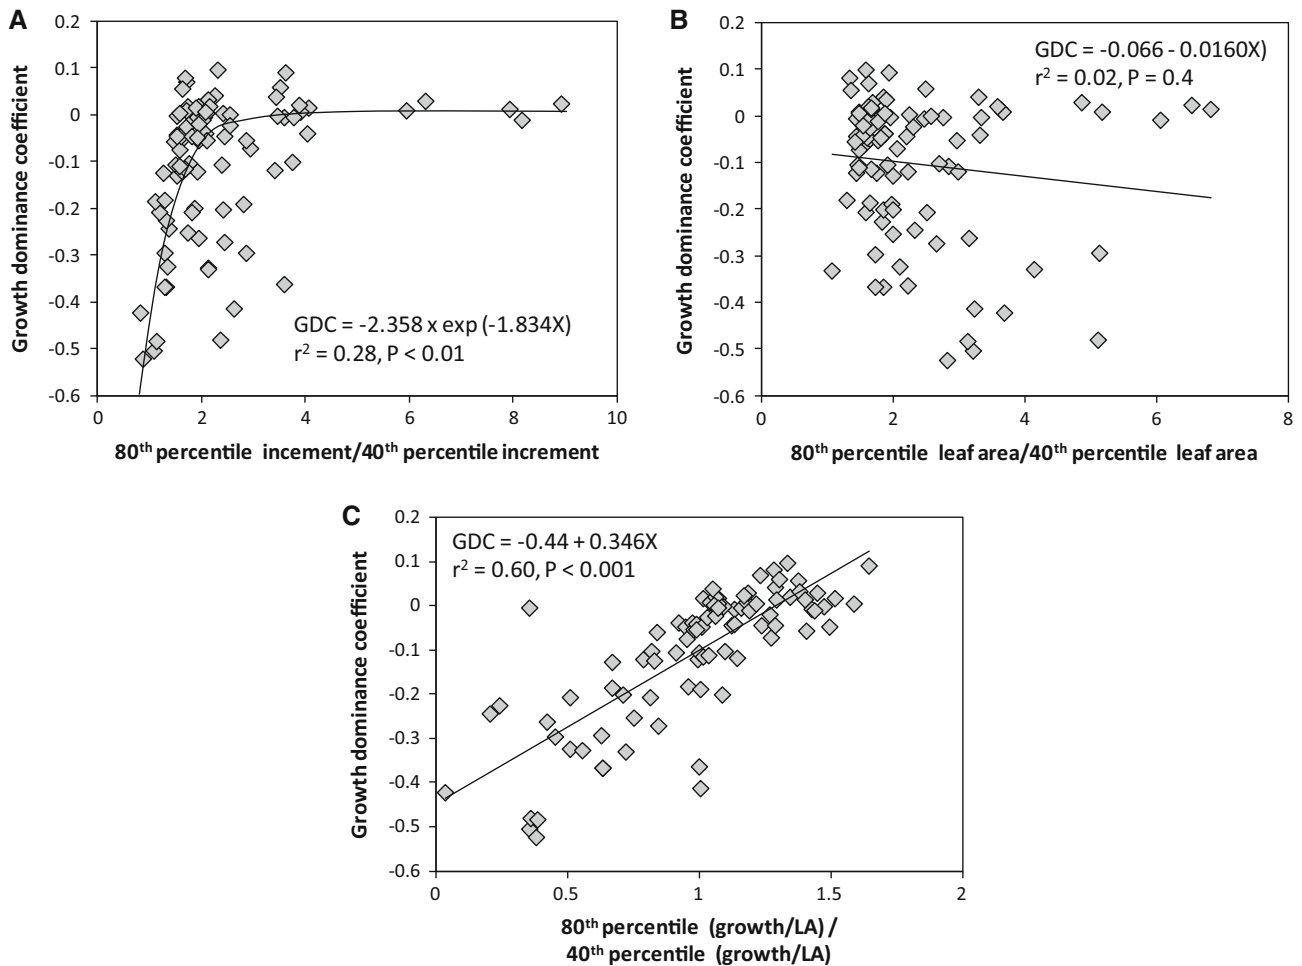 A
0.2
0.1
0
-0.1
-0.2
-0.3
-0.4
-0.5
-0.6
Growth dominance coefficient
GDC = -2.358 x exp (-1.834X)
r² = 0.28, P < 0.01
0 2 4 6 8 10
80th percentile incement/40th percentile increment
B
0.2
0.1
0
-0.1
-0.2
-0.3
-0.4
-0.5
-0.6
Growth dominance coefficient
GDC = -0.066 - 0.0160X)
r² = 0.02, P = 0.4
0 2 4 6 8
80th percentile leaf area/40th percentile leaf area
C
0.2
0.1
0
-0.1
-0.2
-0.3
-0.4
-0.5
-0.6
Growth dominance coefficient
GDC = -0.44 + 0.346X
r² = 0.60, P < 0.001
0 0.5 1 1.5 2
80th percentile (growth/LA) /
40th percentile (growth/LA)